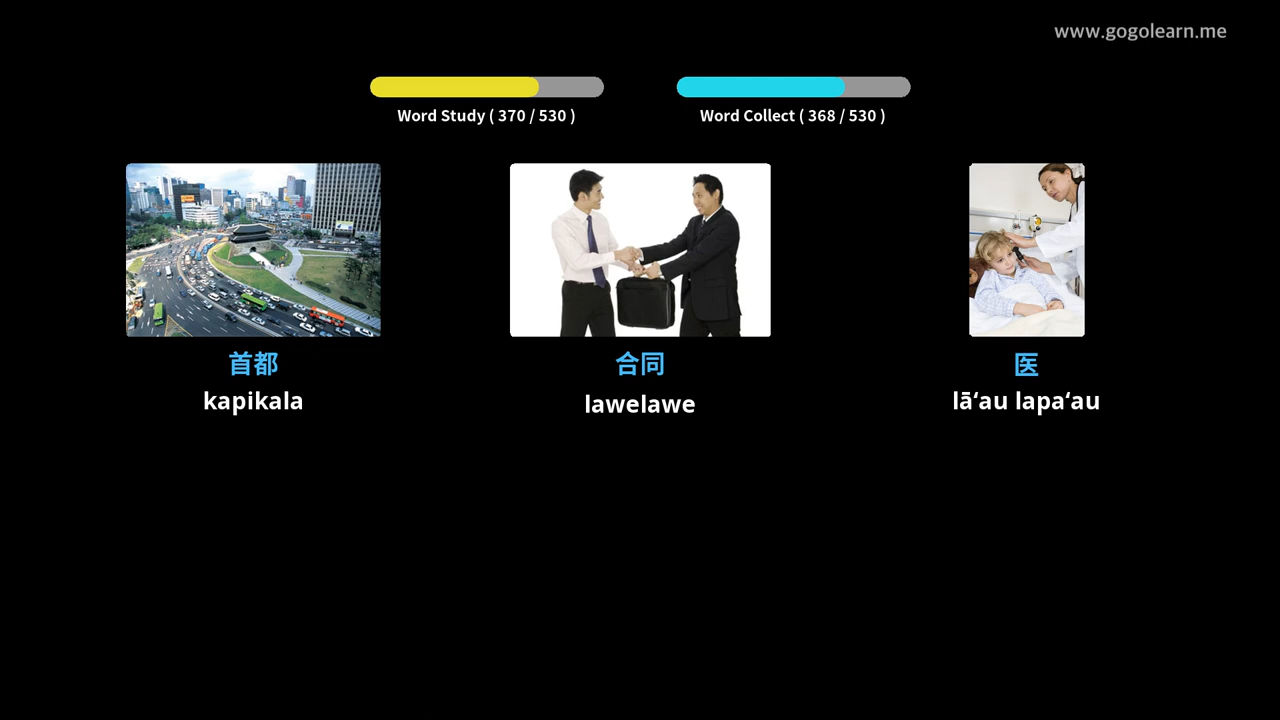 www.gogolearn.me
Word Study ( 370 / 530 )
Word Collect ( 368 / 530 )
首都
合同
医
kapikala
lawelawe
lāʻau lapaʻau